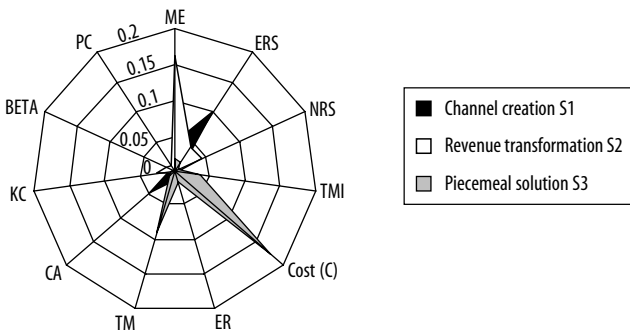 ME
0.2
PC
ERS
0.15
BETA
0.1
NRS
0.05
0
KC
TMI
CA
Cost (C)
TM
ER
Channel creation S1
Revenue transformation S2
Piecemeal solution S3